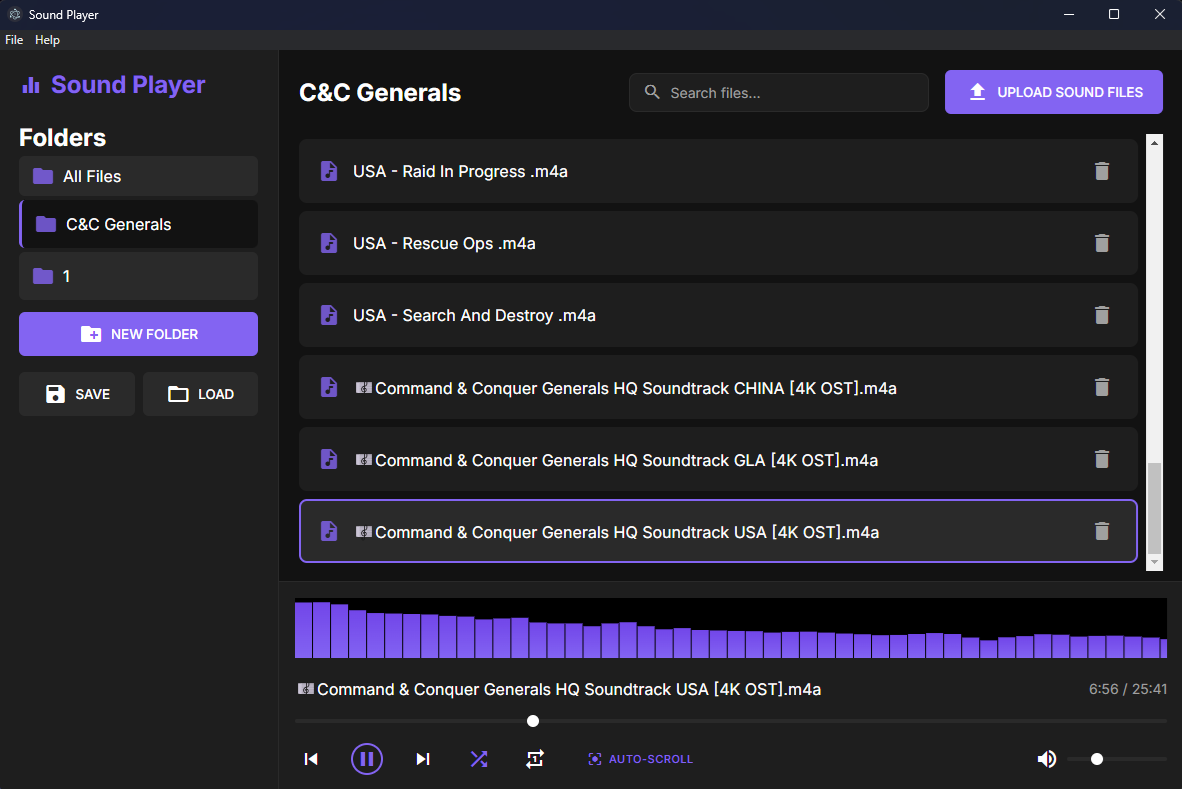 Sound Player
File Help
Sound Player
Folders
All Files
C&C Generals
1
NEW FOLDER
SAVE
LOAD
C&C Generals
Search files...
UPLOAD SOUND FILES
USA - Raid In Progress .m4a
USA - Rescue Ops .m4a
USA - Search And Destroy .m4a
🎼Command & Conquer Generals HQ Soundtrack CHINA [4K OST].m4a
🎼Command & Conquer Generals HQ Soundtrack GLA [4K OST].m4a
🎼Command & Conquer Generals HQ Soundtrack USA [4K OST].m4a
🎼Command & Conquer Generals HQ Soundtrack USA [4K OST].m4a
6:56 / 25:41
1
AUTO-SCROLL